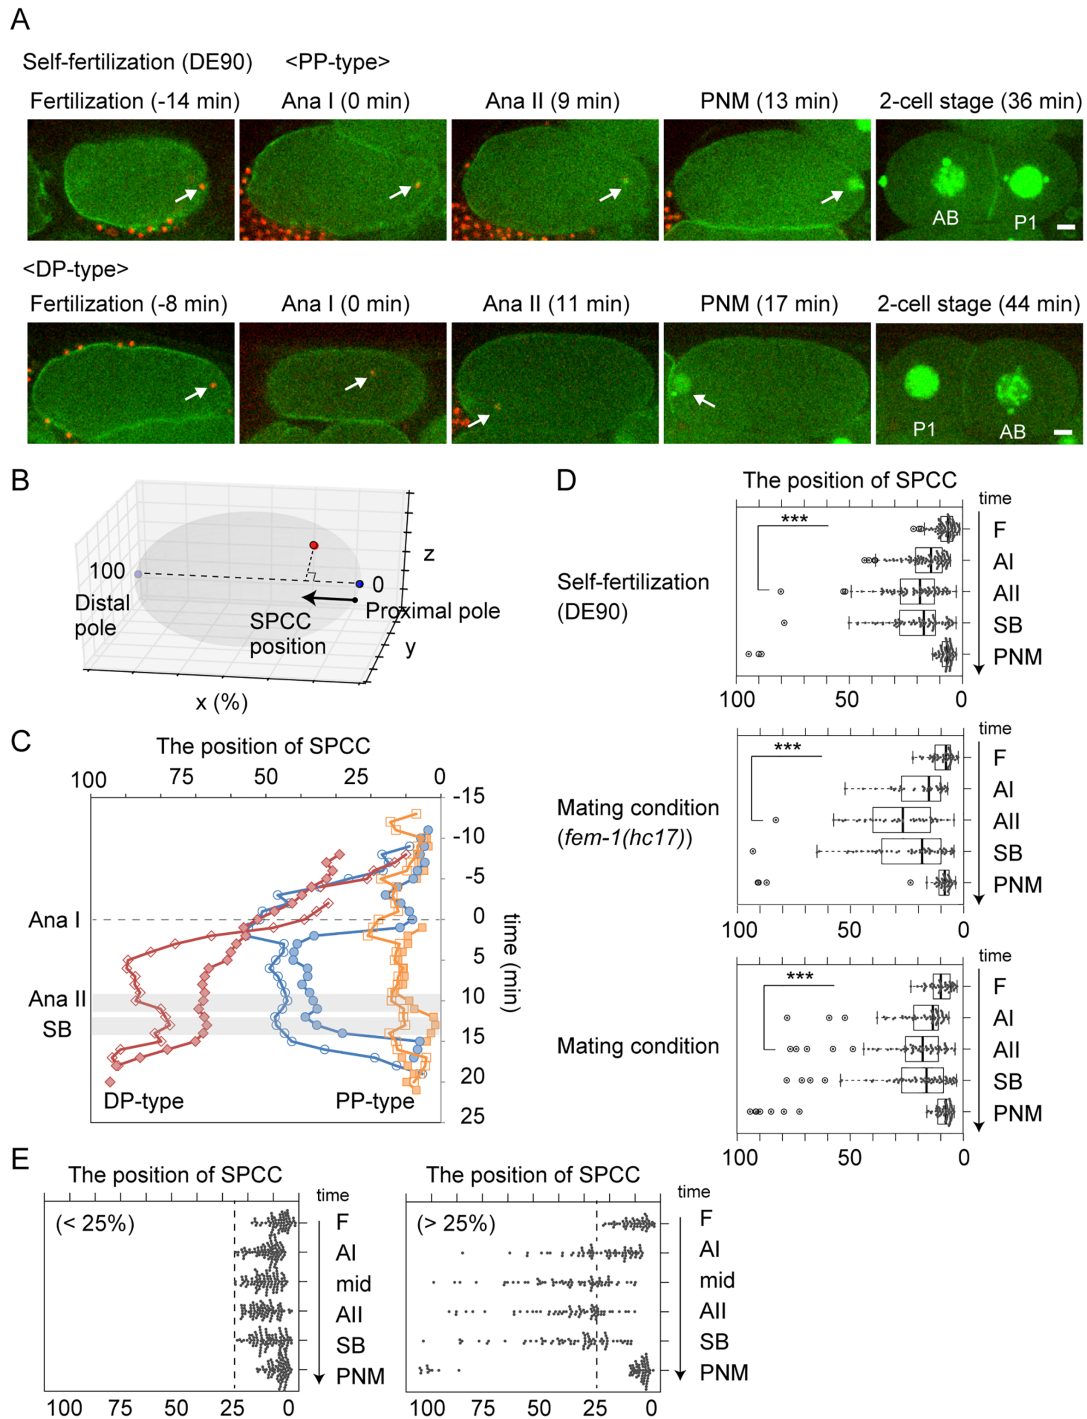 A
Self-fertilization (DE90) <PP-type>
Fertilization (-14 min) Ana I (0 min) Ana II (9 min) PNM (13 min) 2-cell stage (36 min)
AB P1
<DP-type>
Fertilization (-8 min) Ana I (0 min) Ana II (11 min) PNM (17 min) 2-cell stage (44 min)
P1 AB
B
z
100 0
Distal pole
Proximal pole
SPCC position
y
x (%)
C
The position of SPCC
100 75 50 25 0
-15
-10
-5
0
5
10
15
20
25
time (min)
Ana I
Ana II
SB
DP-type PP-type
D
The position of SPCC
time
Self-fertilization (DE90)
***
F
AI
AII
SB
PNM
100 50 0
time
Mating condition (fem-1(hc17))
***
F
AI
AII
SB
PNM
100 50 0
time
Mating condition
***
F
AI
AII
SB
PNM
100 50 0
E
The position of SPCC
time
(< 25%)
F
AI
mid
AII
SB
PNM
100 75 50 25 0
The position of SPCC
time
(> 25%)
F
AI
mid
AII
SB
PNM
100 75 50 25 0